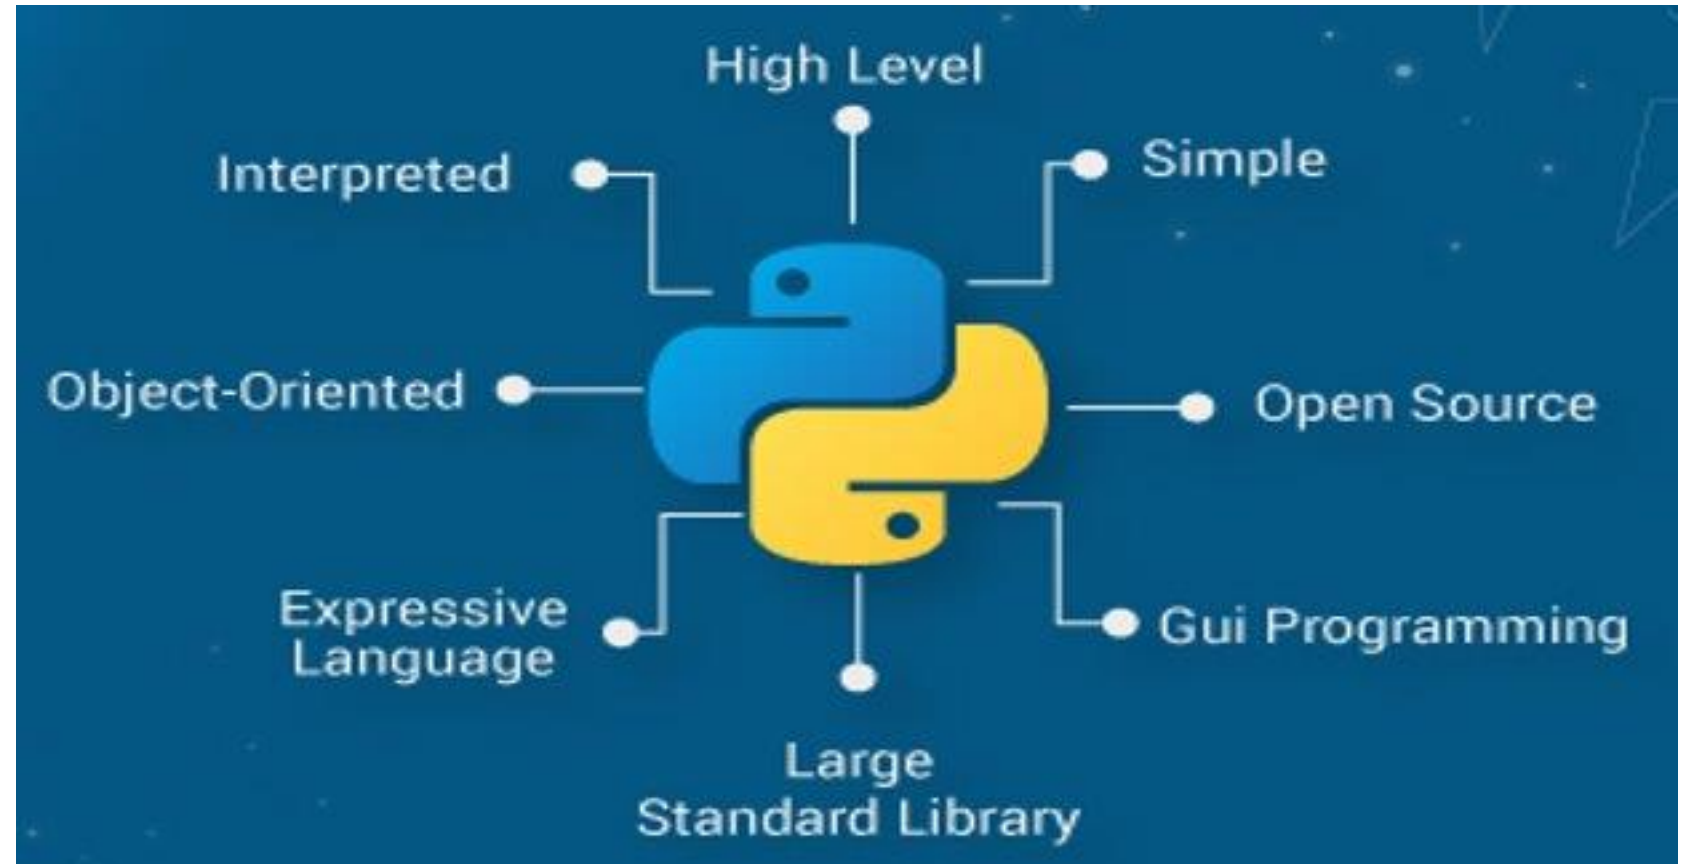 High Level
Interpreted
Simple
Object-Oriented
Open Source
Expressive
Language
Gui Programming
Large
Standard Library